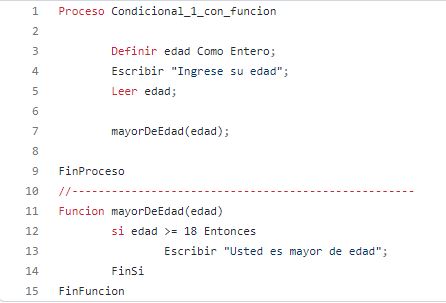 1 Proceso Condicional_1_con_funcion
2
3 Definir edad Como Entero;
4 Escribir "Ingrese su edad";
5 Leer edad;
6
7 mayorDeEdad(edad);
8
9 FinProceso
10 //----------------------------------------------------
11 Funcion mayorDeEdad(edad)
12 si edad >= 18 Entonces
13 Escribir "Usted es mayor de edad";
14 FinSi
15 FinFuncion